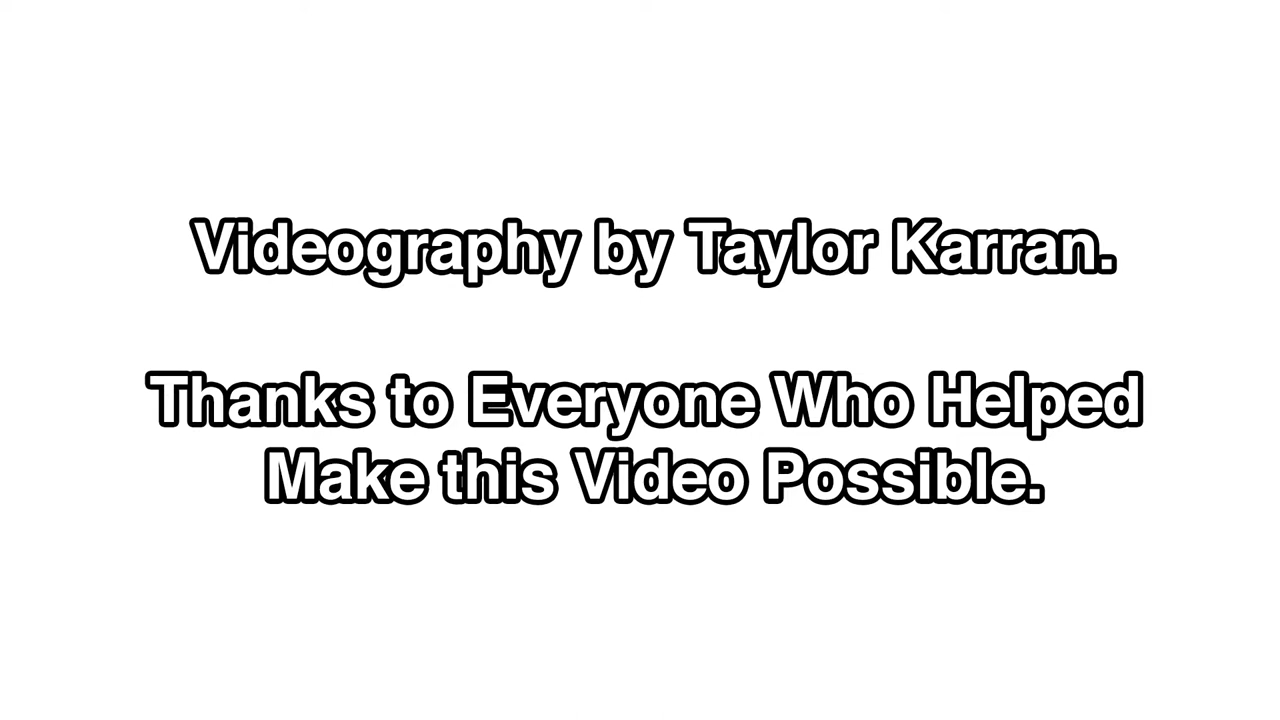 Videography by Taylor Karran.
Thanks to Everyone Who Helped
Make this Video Possible.